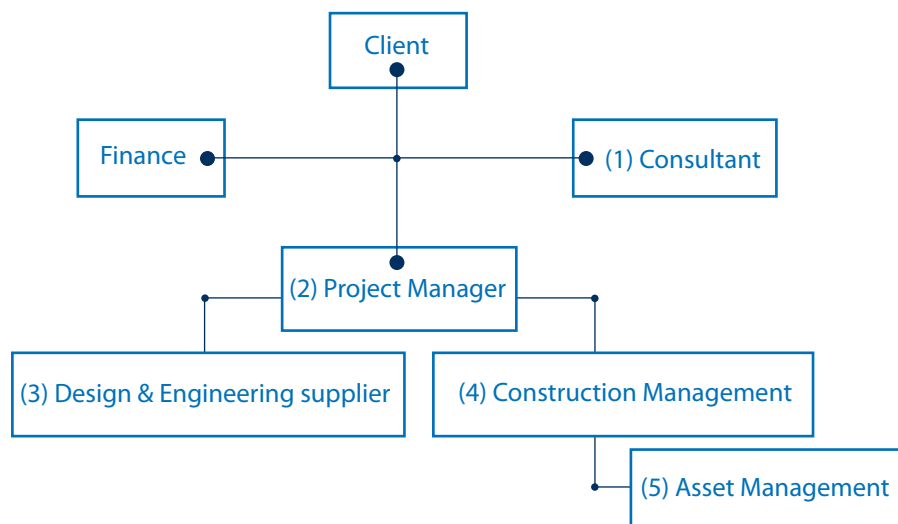 Client
Finance
(1) Consultant
(2) Project Manager
(3) Design & Engineering supplier
(4) Construction Management
(5) Asset Management